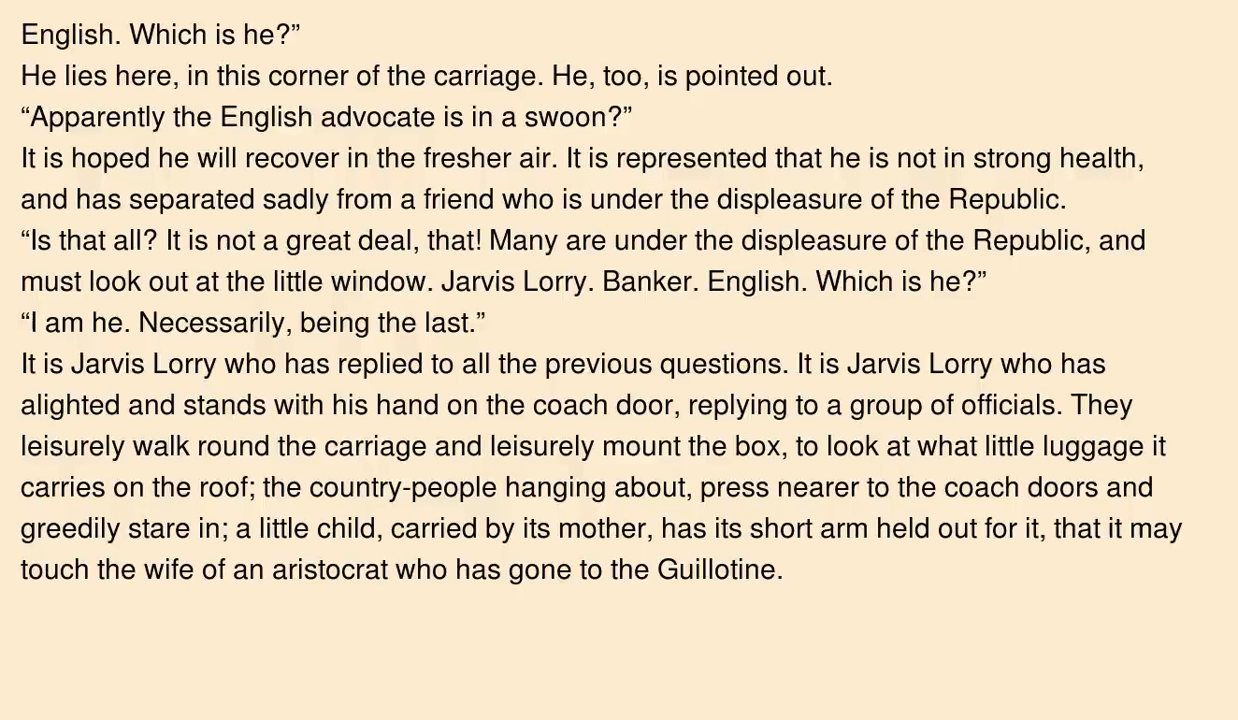 English. Which is he?”
He lies here, in this corner of the carriage. He, too, is pointed out.
“Apparently the English advocate is in a swoon?”
It is hoped he will recover in the fresher air. It is represented that he is not in strong health,
and has separated sadly from a friend who is under the displeasure of the Republic.
“Is that all? It is not a great deal, that! Many are under the displeasure of the Republic, and
must look out at the little window. Jarvis Lorry. Banker. English. Which is he?”
“I am he. Necessarily, being the last.”
It is Jarvis Lorry who has replied to all the previous questions. It is Jarvis Lorry who has
alighted and stands with his hand on the coach door, replying to a group of officials. They
leisurely walk round the carriage and leisurely mount the box, to look at what little luggage it
carries on the roof; the country-people hanging about, press nearer to the coach doors and
greedily stare in; a little child, carried by its mother, has its short arm held out for it, that it may
touch the wife of an aristocrat who has gone to the Guillotine.